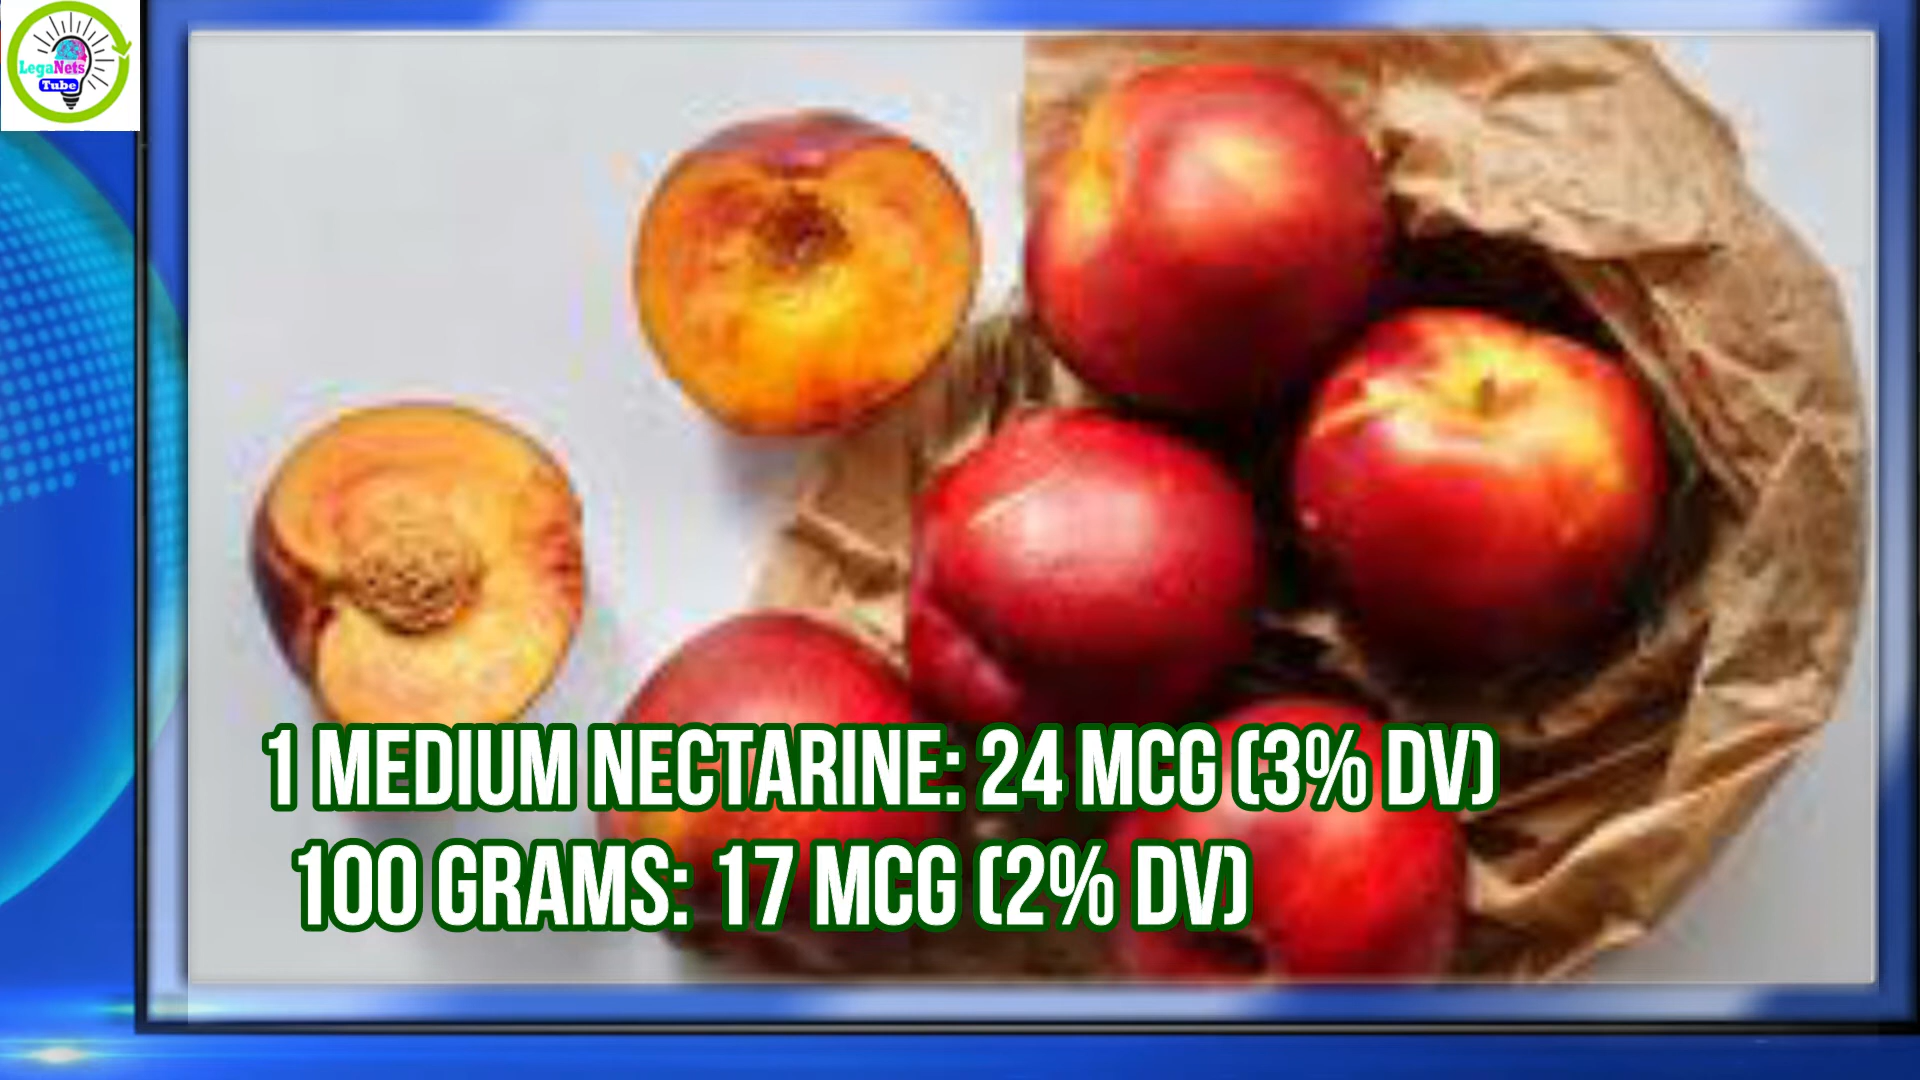 LegaNets
Tube
1 MEDIUM NECTARINE: 24 MCG (3% DV)
100 GRAMS: 17 MCG (2% DV)